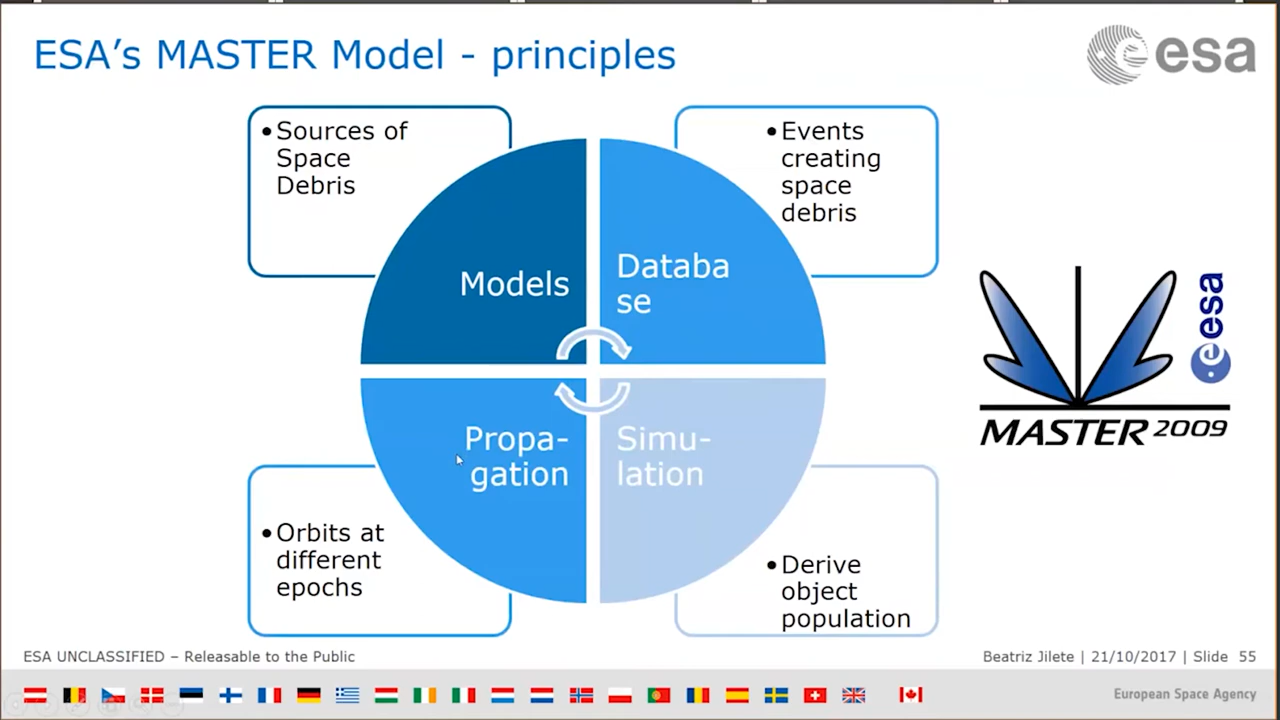 ESA’s MASTER Model - principles
esa
•Sources of
Space
Debris
•Events
creating
space
debris
Models
Databa
se
Propa-
gation
Simu-
lation
•Orbits at
different
epochs
•Derive
object
population
esa
MASTER 2009
ESA UNCLASSIFIED – Releasable to the Public
Beatriz Jilete | 21/10/2017 | Slide 55
European Space Agency